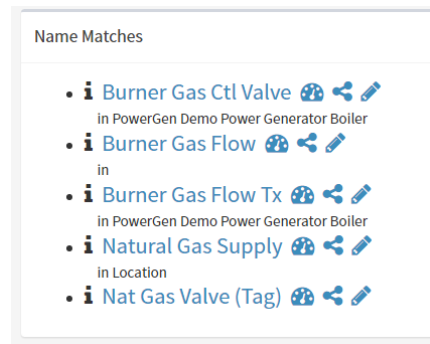 Name Matches
Burner Gas Ctl Valve
in PowerGen Demo Power Generator Boiler
Burner Gas Flow
in
Burner Gas Flow Tx
in PowerGen Demo Power Generator Boiler
Natural Gas Supply
in Location
Nat Gas Valve (Tag)